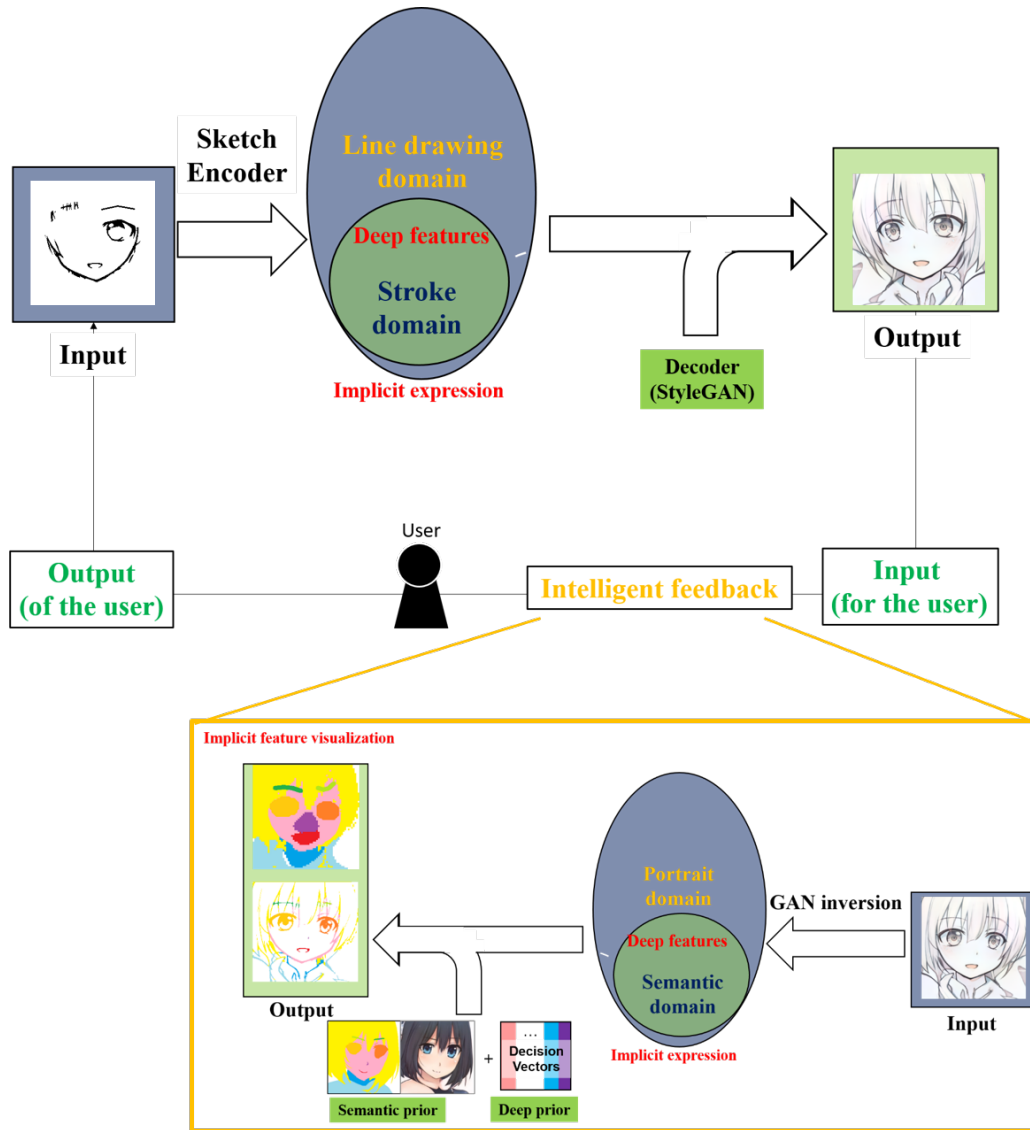 Sketch
Encoder
Line drawing
domain
Deep features
Stroke
domain
Implicit expression
Input
Decoder
(StyleGAN)
Output
User
Output
(of the user)
Intelligent feedback
Input
(for the user)
Implicit feature visualization
Portrait
domain
GAN inversion
Deep features
Semantic
domain
Output
Input
Implicit expression
...
Decision
Vectors
+
Semantic prior
Deep prior